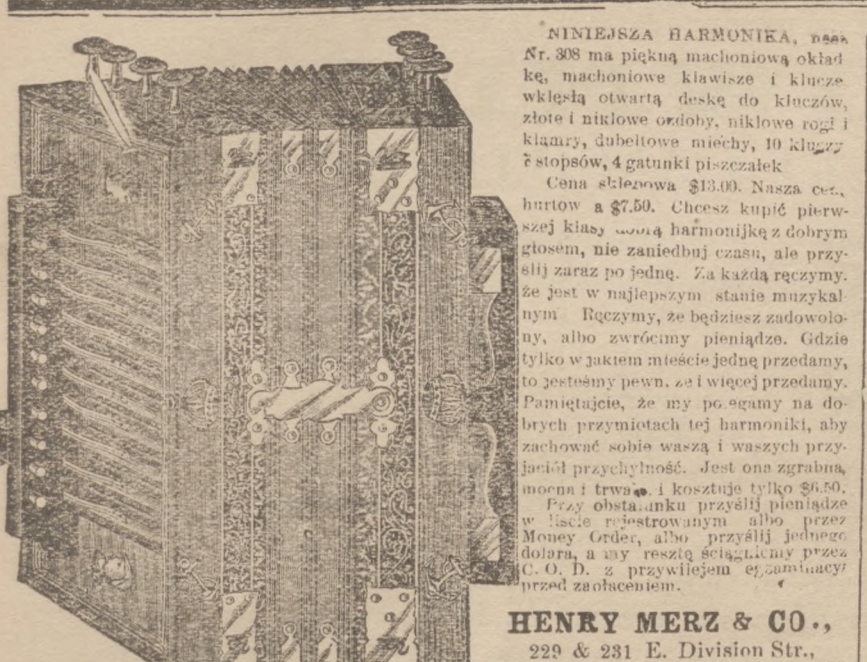 NINIEJSZA HARMONIKA,
Nr. 308 ma piękną machoniową okład
kę, machoniowe klawisze i klucze
wklęsłą otwartą deskę do kluczów,
złote i niklowe ozdoby, niklowe rogi i
klamry, dubeltowe miechy, 10 kluczy
stopsów, 4 gatunki piszczałek
Cena sklepowa $13.00. Nasza
hurtow a $7.50. Chcesz kupić pierw-
szej klasy dobrą harmonijkę z dobrym
głosem, nie zaniedbuj czasu, ale przy-
ślij zaraz po jednę. Za każdą ręczymy.
że jest w najlepszym stanie muzykal
nym Ręczymy, że będziesz zadowolo-
ny, albo zwrócimy pieniądze. Gdzie
tylko w jakiem mieście jednę przedamy,
to jesteśmy pewn. że i więcej przedamy.
Pamiętajcie, że my polegamy na do-
brych przymiotach tej harmoniki, aby
zachować sobie waszą i waszych przy-
jaciół przychylność. Jest ona zgrabna,
mocna i i kosztuje tylko $6.50.
Przy obstalunku przyślij pieniądze
w liście rejestrowanym albo przez
Money Order, albo przyślij jednego
dolara, a my resztę ściągniemy przez
C. O. D. z przywilejem egzaminacyi
przed zapłaceniem.
HENRY MERZ & CO.,
229 & 231 E. Division Str.,